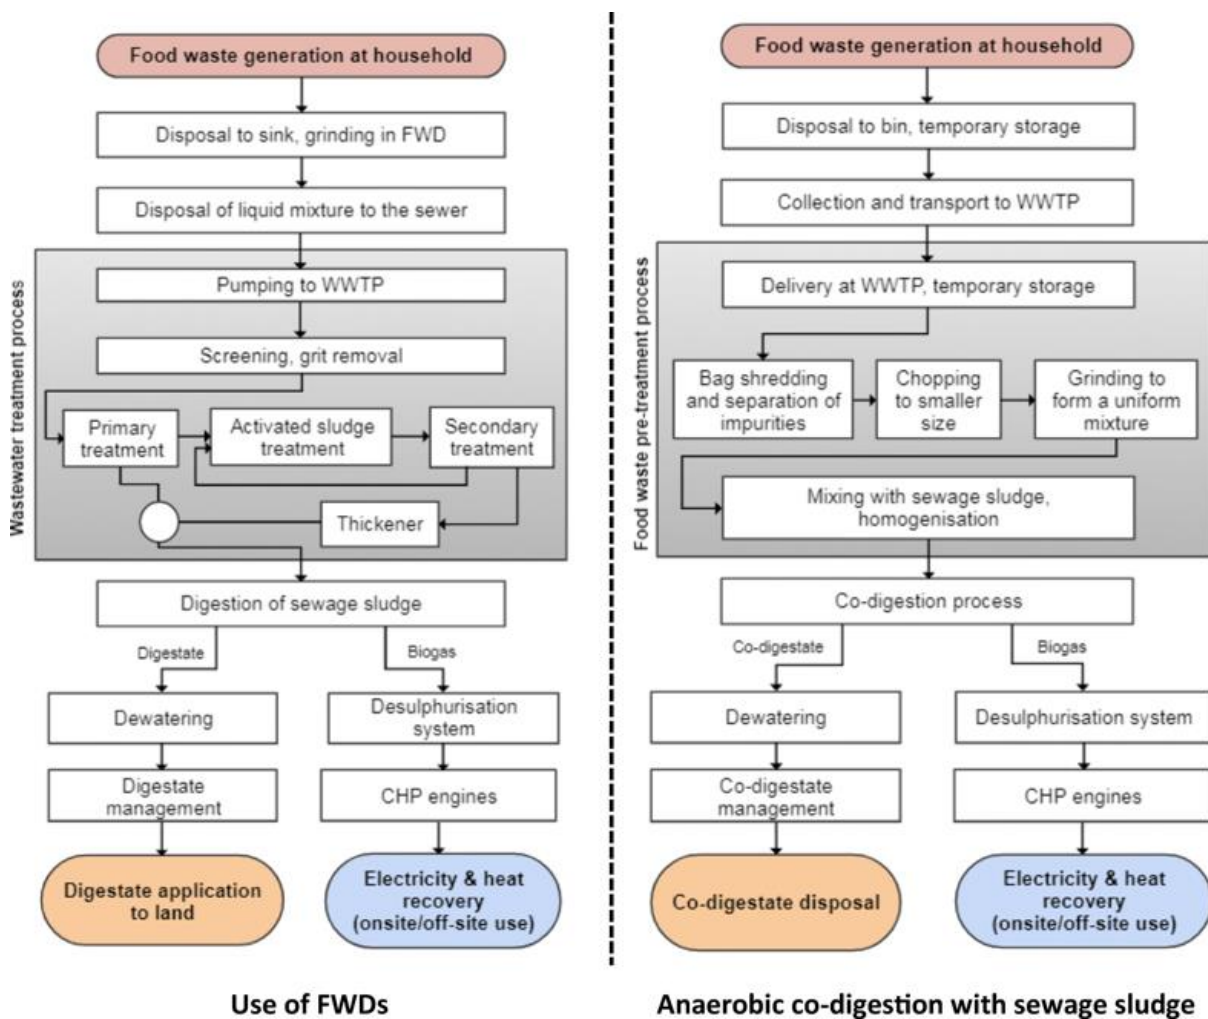 Food waste generation at household
Disposal to sink, grinding in FWD
Disposal of liquid mixture to the sewer
Wastewater treatment process
Pumping to WWTP
Screening, grit removal
Primary
treatment
Activated sludge
treatment
Secondary
treatment
Thickener
Digestion of sewage sludge
Digestate
Biogas
Dewatering
Desulphurisation
system
Digestate
management
CHP engines
Digestate application
to land
Electricity & heat
recovery
(onsite/off-site use)
Use of FWDs
Food waste generation at household
Disposal to bin, temporary storage
Collection and transport to WWTP
Food waste pre-treatment process
Delivery at WWTP, temporary storage
Bag shredding
and separation of
impurities
Chopping
to smaller
size
Grinding to
form a uniform
mixture
Mixing with sewage sludge,
homogenisation
Co-digestion process
Co-digestate
Biogas
Dewatering
Desulphurisation system
Co-digestate
management
CHP engines
Co-digestate disposal
Electricity & heat
recovery
(onsite/off-site use)
Anaerobic co-digestion with sewage sludge